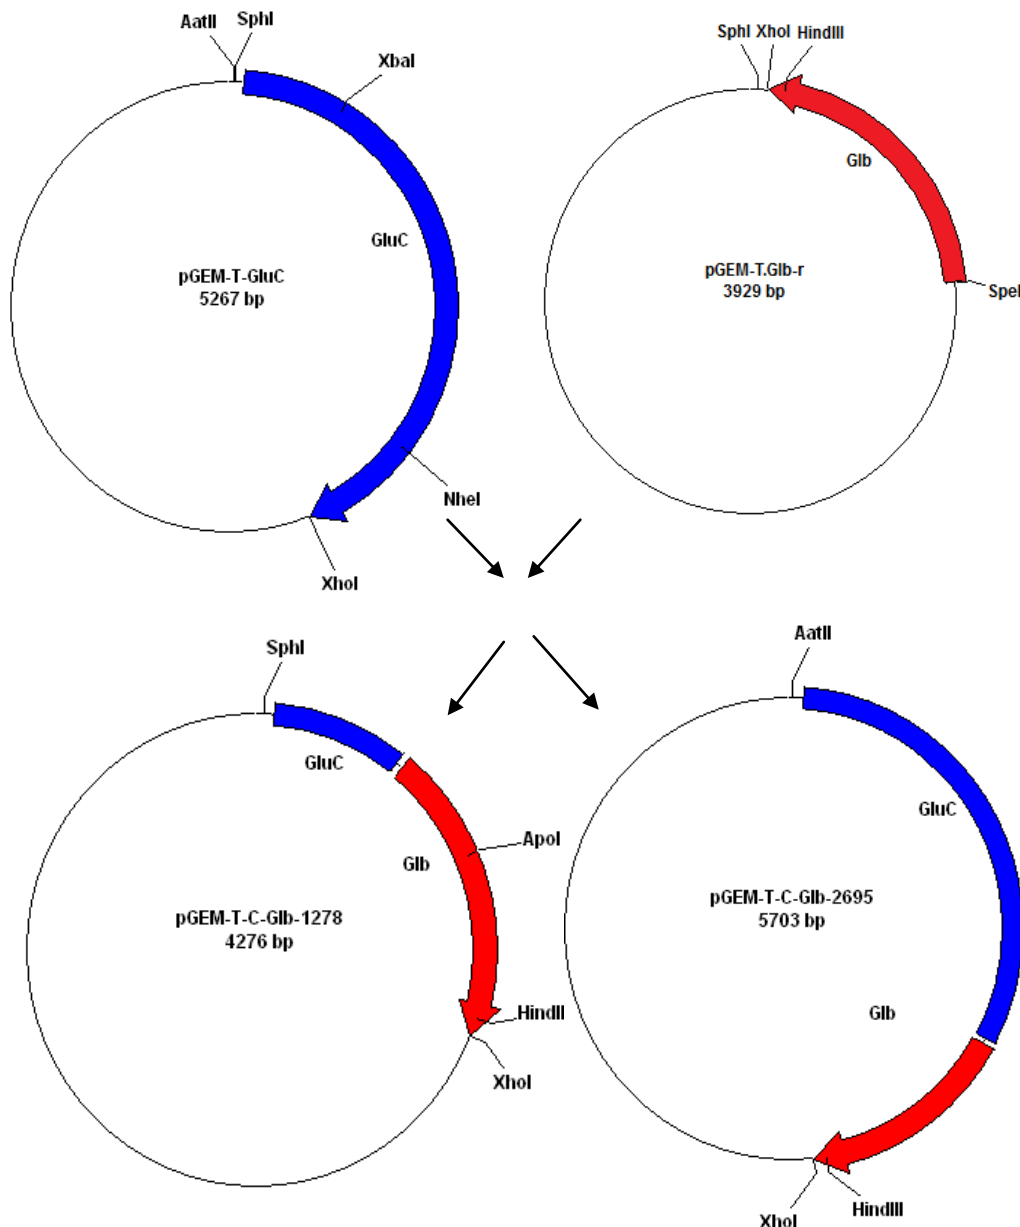 AatII SphI
XbaI
GluC
pGEM-T-GluC
5267 bp
NheI
XhoI
SphI XhoI HindIII
Glb
pGEM-T.Glb-r
3929 bp
SpeI
SphI
GluC
ApoI
Glb
pGEM-T-C-Glb-1278
4276 bp
HindII
XhoI
AatII
GluC
pGEM-T-C-Glb-2695
5703 bp
Glb
HindIII
XhoI